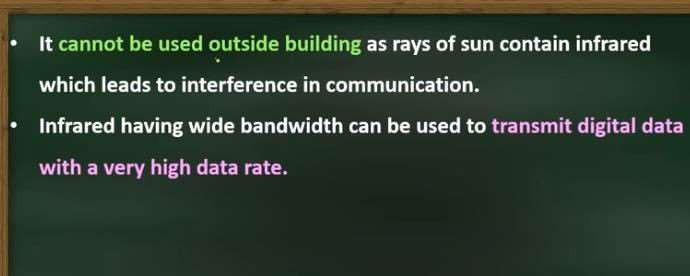 • It cannot be used outside building as rays of sun contain infrared
which leads to interference in communication.
• Infrared having wide bandwidth can be used to transmit digital data
with a very high data rate.